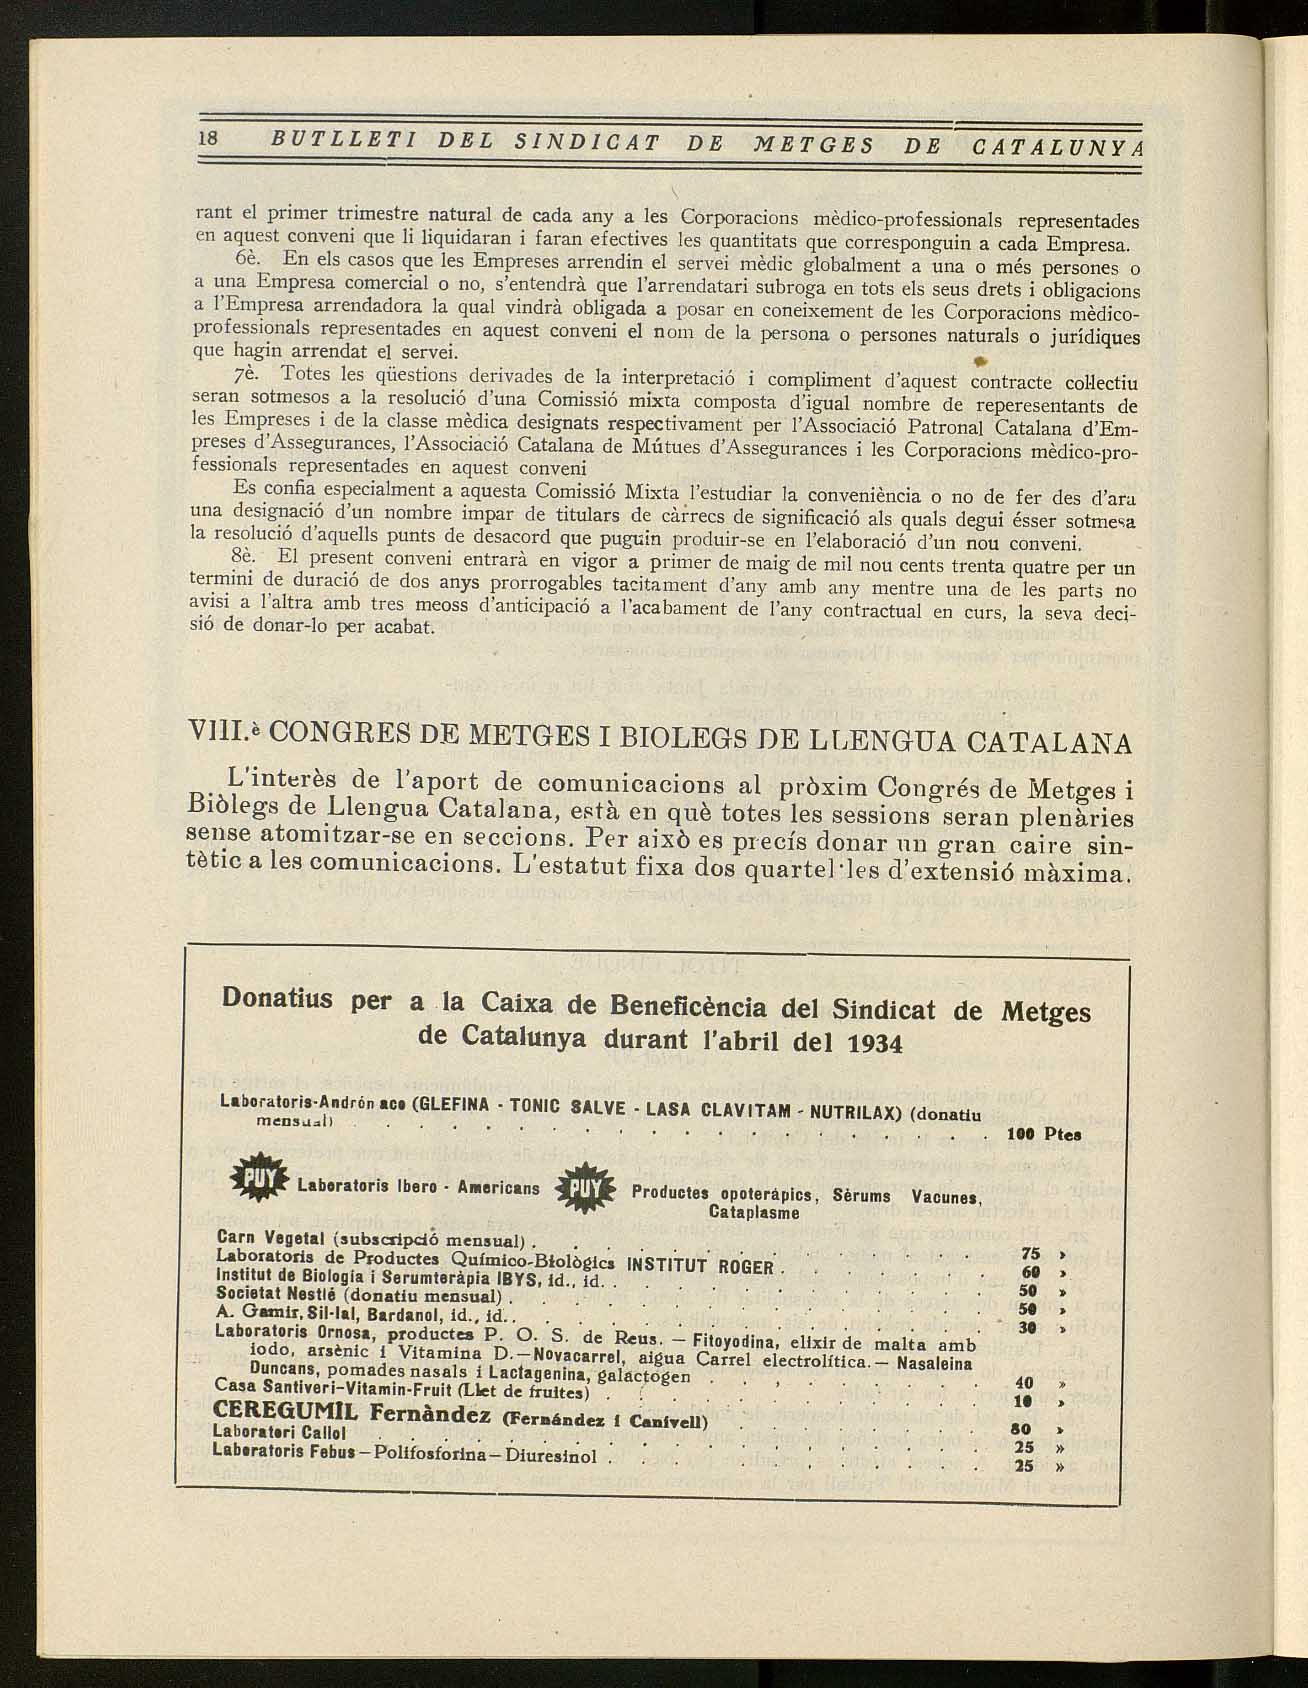 18 BUTLLETI DEL SINDICAT DE METGES DE CATALUNYA
rant el primer trimestre natural de cada any a les Corporacions mèdico-professionals representades
en aquest conveni que li liquidaran i faran efectives les quantitats que corresponguin a cada Empresa.
6è. En els casos que les Empreses arrendin el servei mèdic globalment a una o més persones o
a una Empresa comercial o no, s'entendrà que l'arrendatari subroga en tots els seus drets i obligacions
a l'Empresa arrendadora la qual vindrà obligada a posar en coneixement de les Corporacions mèdico-
professionals representades en aquest conveni el nom de la persona o persones naturals o jurídiques
que hagin arrendat el servei.
7è. Totes les qüestions derivades de la interpretació i compliment d'aquest contracte col·lectiu
seran sotmesos a la resolució d'una Comissió mixta composta d'igual nombre de reperesentants de
les Empreses i de la classe mèdica designats respectivament per l'Associació Patronal Catalana d'Em-
preses d'Assegurances, l'Associació Catalana de Mútues d'Assegurances i les Corporacions mèdico-pro-
fessionals representades en aquest conveni
Es confia especialment a aquesta Comissió Mixta l'estudiar la conveniència o no de fer des d'ara
una designació d'un nombre impar de titulars de càrrecs de significació als quals degui ésser sotmesa
la resolució d'aquells punts de desacord que puguin produir-se en l'elaboració d'un nou conveni.
8è. El present conveni entrarà en vigor a primer de maig de mil nou cents trenta quatre per un
termini de duració de dos anys prorrogables tacitament d'any amb any mentre una de les parts no
avisi a l'altra amb tres meoss d'anticipació a l'acabament de l'any contractual en curs, la seva deci-
sió de donar-lo per acabat.
VIII.è CONGRES DE METGES I BIOLEGS DE LLENGUA CATALANA
L'interès de l'aport de comunicacions al pròxim Congrés de Metges i
Biòlegs de Llengua Catalana, està en què totes les sessions seran plenàries
sense atomitzar-se en seccions. Per això es precís donar un gran caire sin-
tètic a les comunicacions. L'estatut fixa dos quartel·les d'extensió màxima.
Donatius per a la Caixa de Beneficència del Sindicat de Metges
de Catalunya durant l'abril del 1934
Laboratoris-Andrómaco (GLEFINA - TONIC SALVE - LASA CLAVITAM - NUTRILAX) (donatiu
mensual) . . . . . . . . . . . . . . . . . . . 100 Ptes
PUY Laboratoris Ibero - Americans PUY Productes opoteràpics, Sèrums Vacunes,
Cataplasme
Carn Vegetal (subscripció mensual) . . . . . . . . . . . . . . 75 »
Laboratoris de Productes Químico-Biològics INSTITUT ROGER . . . . . . . 60 »
Institut de Biologia i Serumteràpia IBYS, id., id. . . . . . . . . . . . . 50 »
Societat Nestlé (donatiu mensual) . . . . . . . . . . . . . . . 50 »
A. Gamir, Sil-lal, Bardanol, id., id. . . . . . . . . . . . . . . . 30 »
Laboratoris Ornosa, productes P. O. S. de Reus. — Fitoyodina, elixir de malta amb
iodo, arsènic i Vitamina D.—Novacarrel, aigua Carrel electrolítica.— Nasaleina
Duncans, pomades nasals i Lactagenina, galactògen . . . . . . . . . 40 »
Casa Santiveri-Vitamin-Fruit (Llet de fruites) . . . . . . . . . . . . 10 »
CEREGUMIL Fernàndez (Fernández i Canivell) 80 »
Laboratori Callol . . . . . . . . . . . . . . . . . . 25 »
Laboratoris Febus — Polifosforina — Diuresinol . . . . . . . . . . . . 25 »